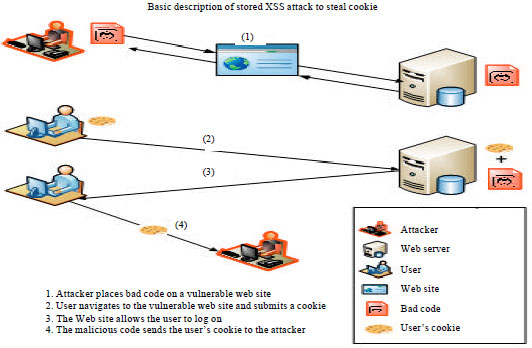 Basic description of stored XSS attack to steal cookie
(1)
(2)
(3)
+
(4)
Attacker
Web server
User
Web site
Bad code
User's cookie
1. Attacker places bad code on a vulnerable web site
2. User navigates to the vulnerable web site and submits a cookie
3. The Web site allows the user to log on
4. The malicious code sends the user's cookie to the attacker